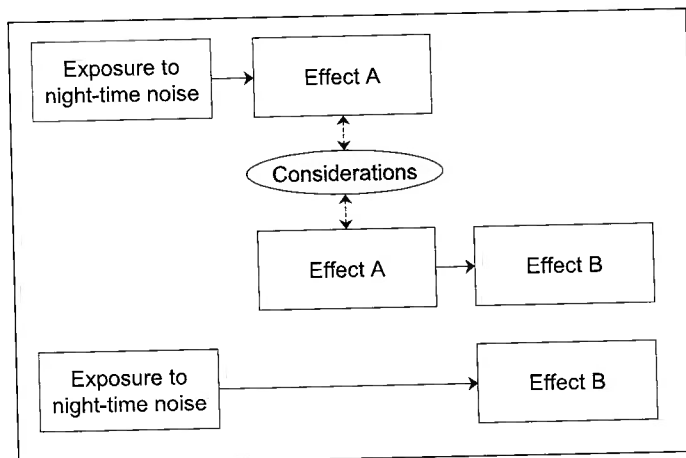 Exposure to
night-time noise
Effect A
Considerations
Effect A
Effect B
Exposure to
night-time noise
Effect B